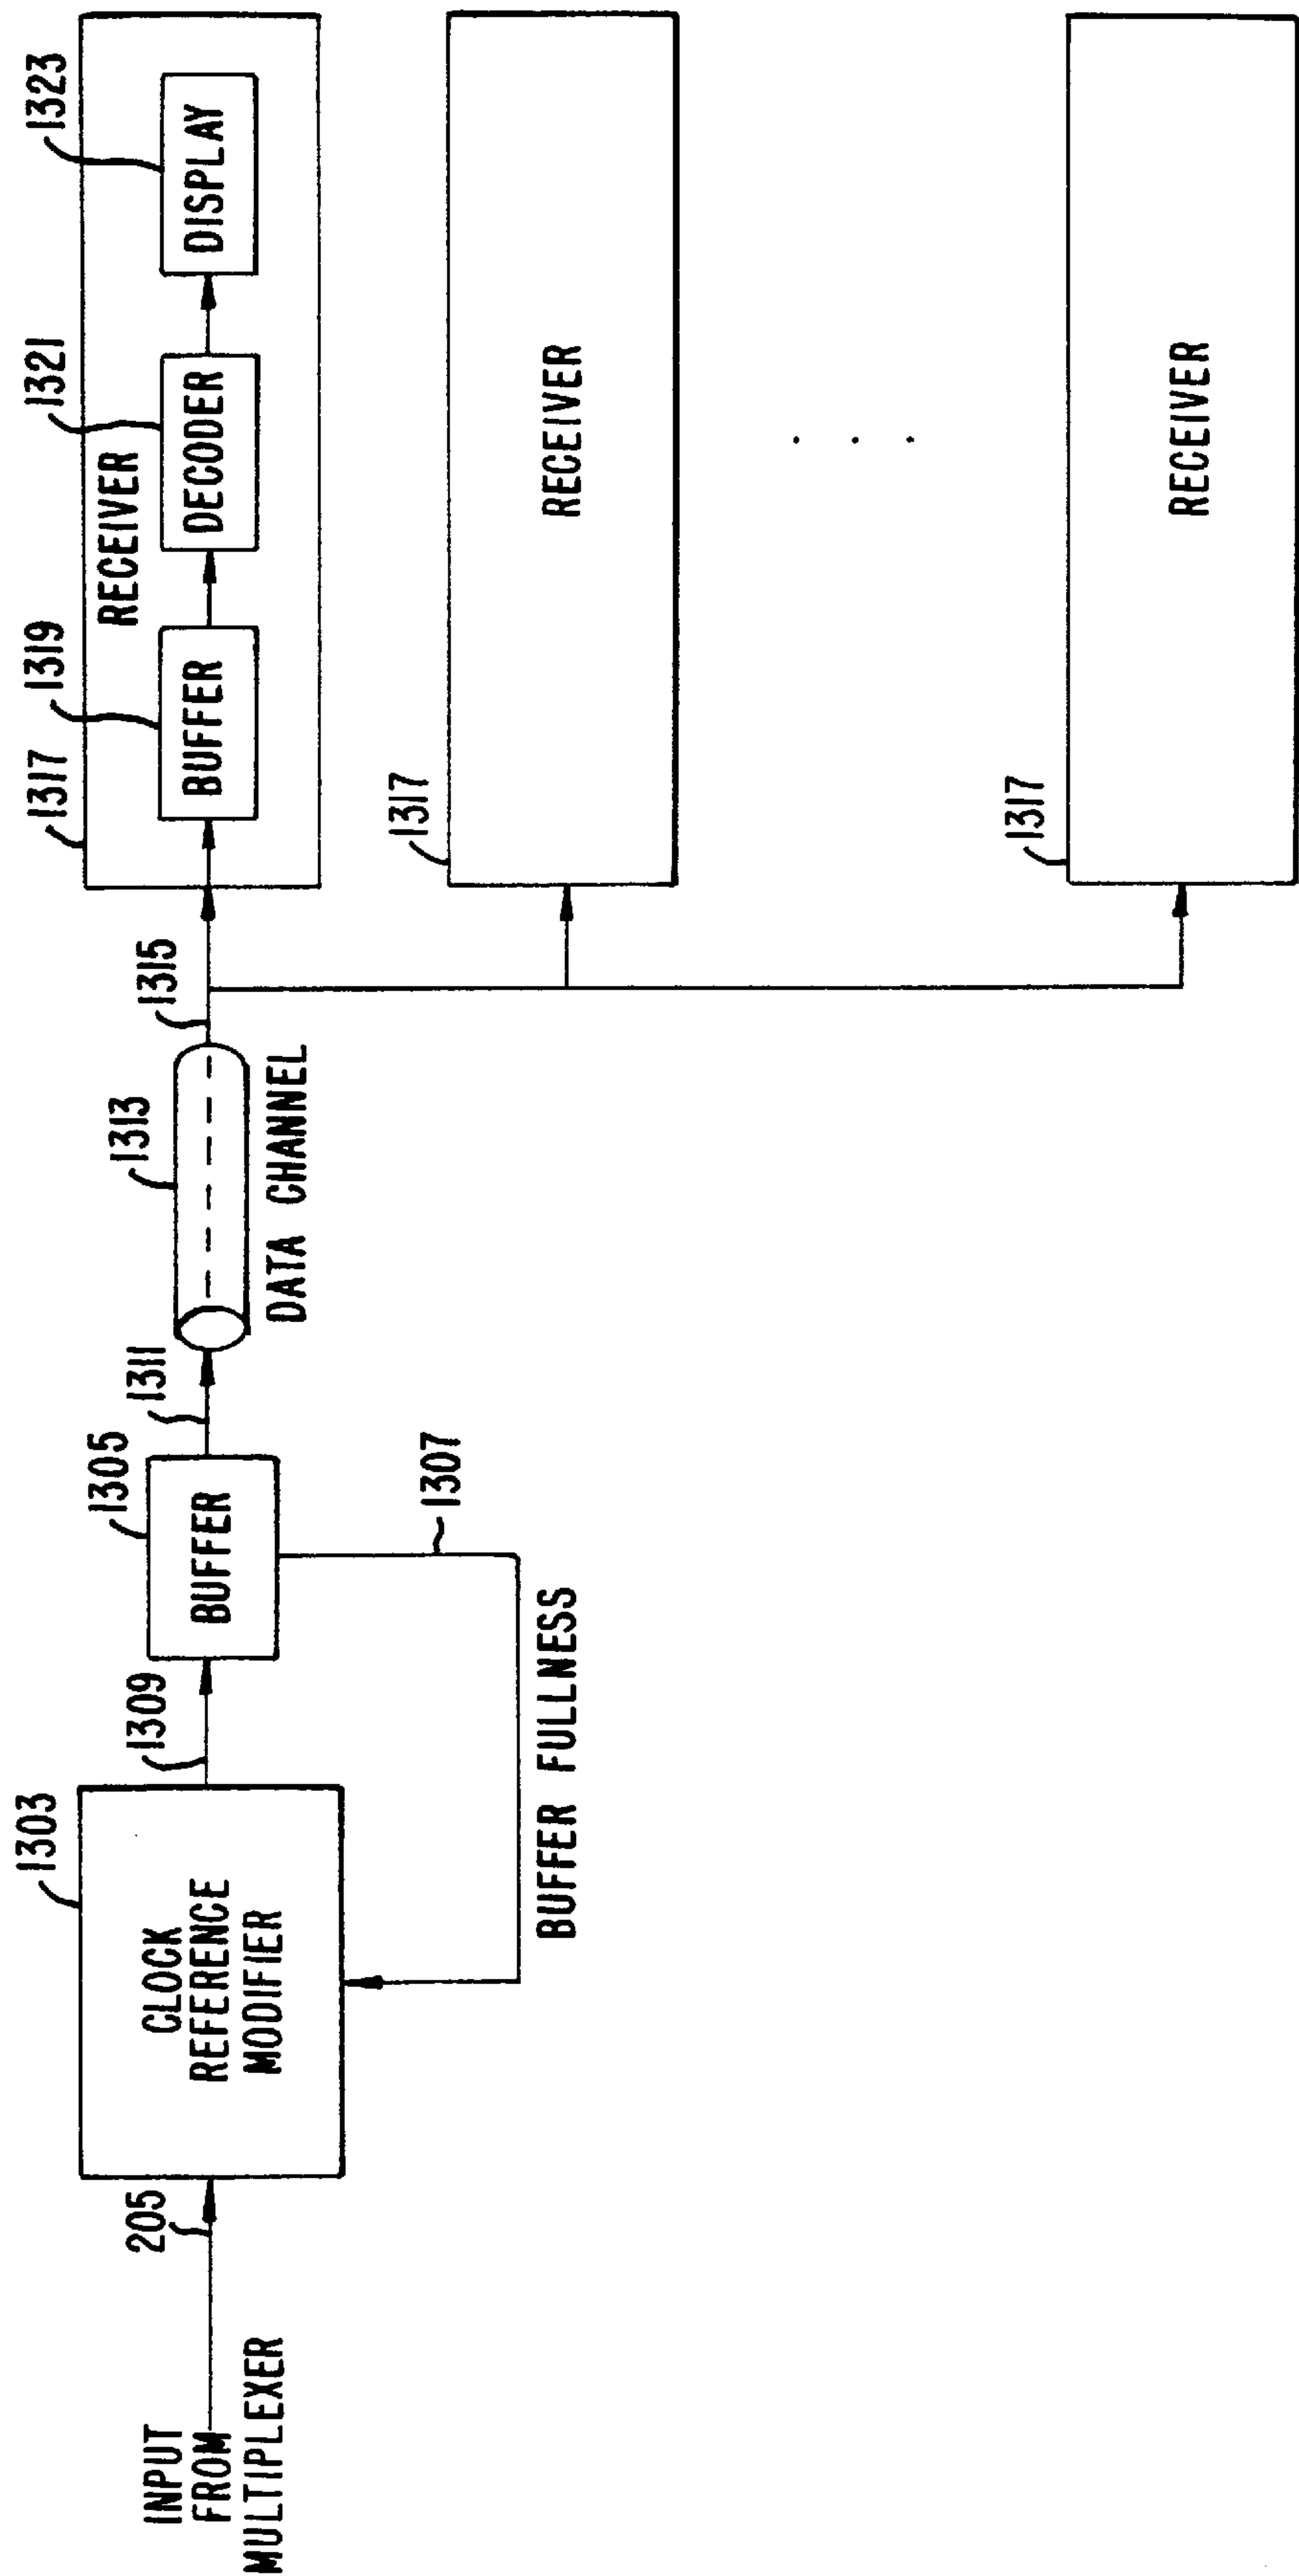 INPUT
FROM
MULTIPLEXER
205
1303
CLOCK
REFERENCE
MODIFIER
1309
1305
BUFFER
1307
BUFFER FULLNESS
1311
1313
DATA CHANNEL
1315
1317
RECEIVER
1319
BUFFER
1321
DECODER
1323
DISPLAY
1317
RECEIVER
. . .
1317
RECEIVER